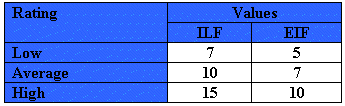 Rating Values
ILF EIF
Low 7 5
Average 10 7
High 15 10